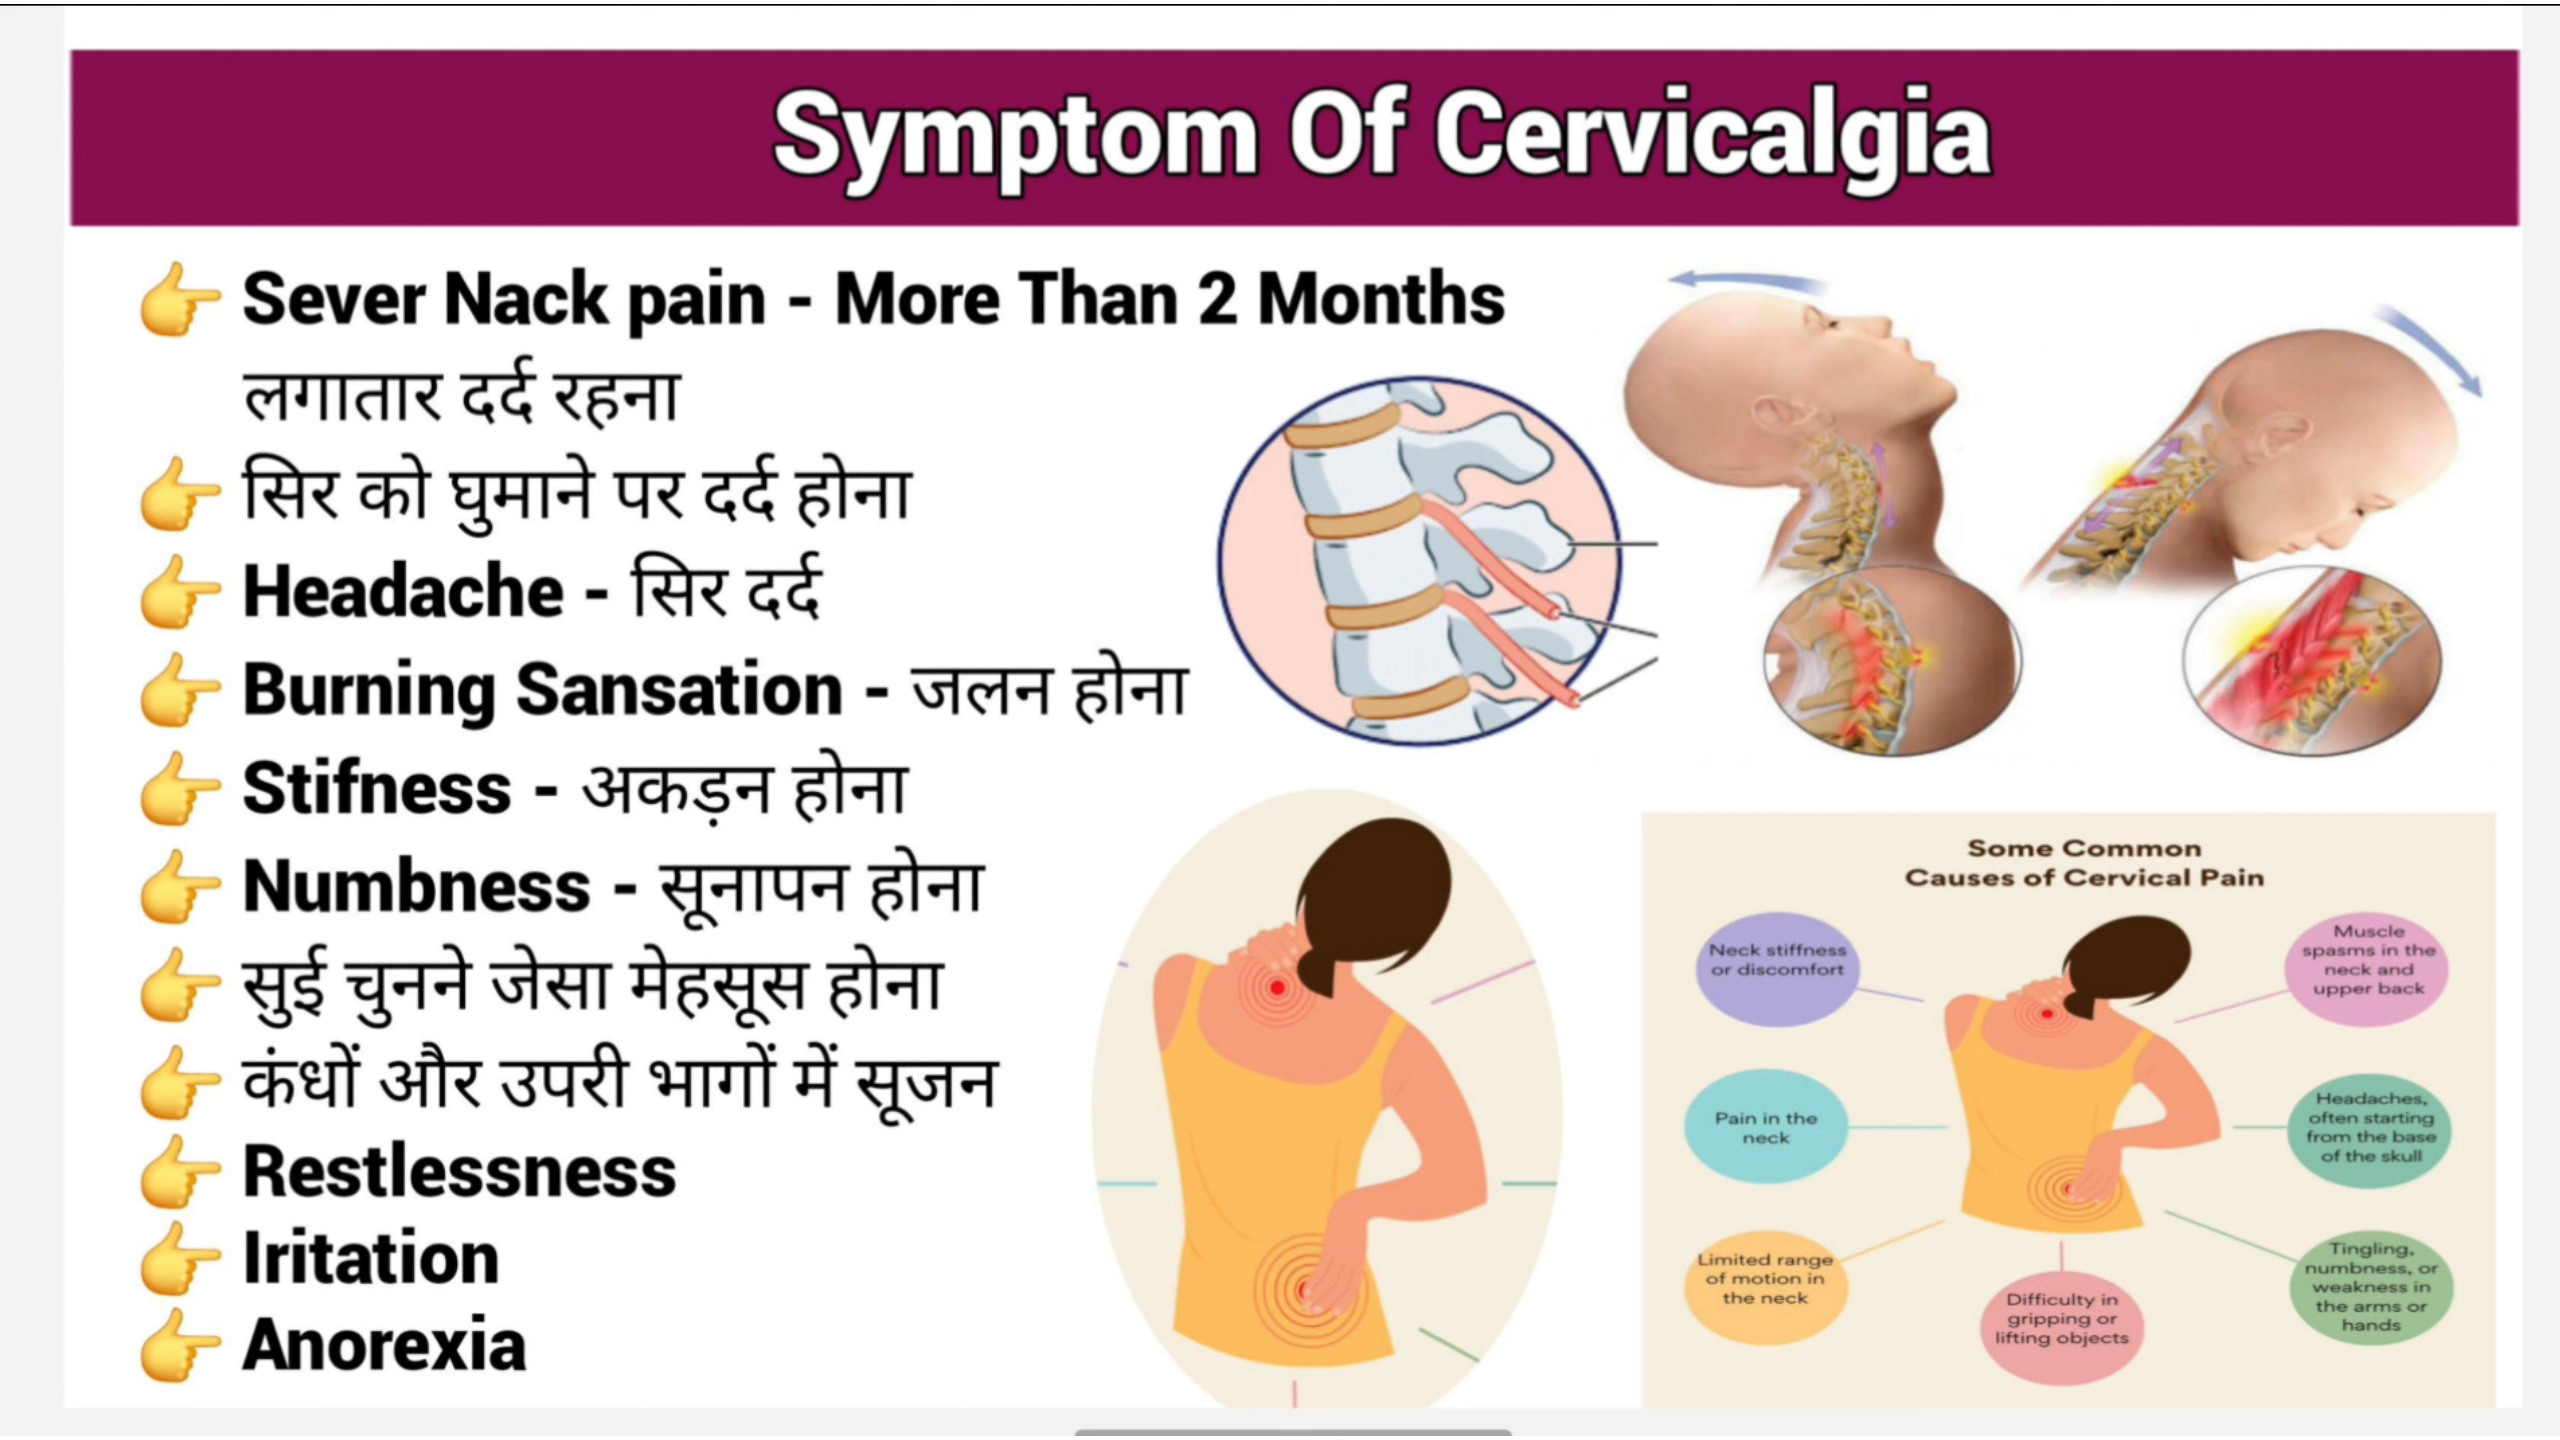 Symptom Of Cervicalgia
👉 Sever Nack pain - More Than 2 Months
लगातार दर्द रहना
👉 सिर को घुमाने पर दर्द होना
👉 Headache - सिर दर्द
👉 Burning Sansation - जलन होना
👉 Stifness - अकड़न होना
👉 Numbness - सूनापन होना
👉 सुई चुनने जेसा मेहसूस होना
👉 कंधों और उपरी भागों में सूजन
👉 Restlessness
👉 Iritation
👉 Anorexia
Some Common
Causes of Cervical Pain
Neck stiffness
or discomfort
Muscle
spasms in the
neck and
upper back
Pain in the
neck
Headaches,
often starting
from the base
of the skull
Limited range
of motion in
the neck
Difficulty in
gripping or
lifting objects
Tingling,
numbness, or
weakness in
the arms or
hands